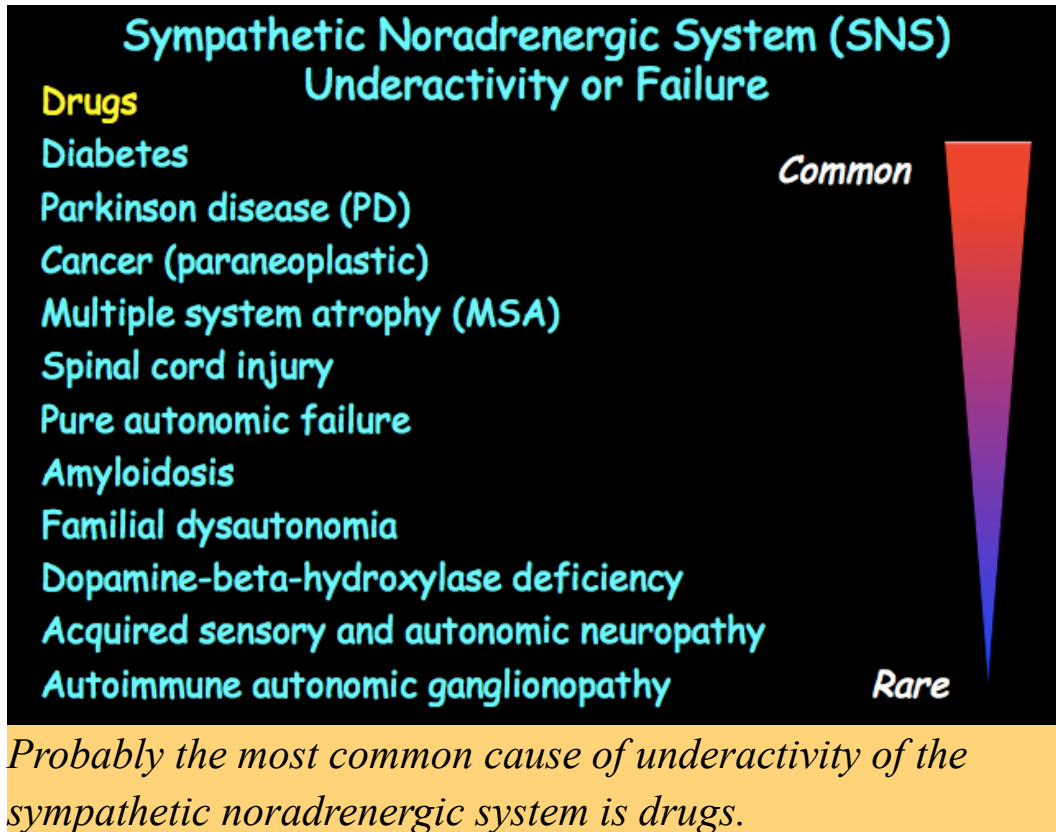 Sympathetic Noradrenergic System (SNS)
Underactivity or Failure
Drugs
Diabetes
Common
Parkinson disease (PD)
Cancer (paraneoplastic)
Multiple system atrophy (MSA)
Spinal cord injury
Pure autonomic failure
Amyloidosis
Familial dysautonomia
Dopamine-beta-hydroxylase deficiency
Acquired sensory and autonomic neuropathy
Autoimmune autonomic ganglionopathy
Rare
Probably the most common cause of underactivity of the
sympathetic noradrenergic system is drugs.